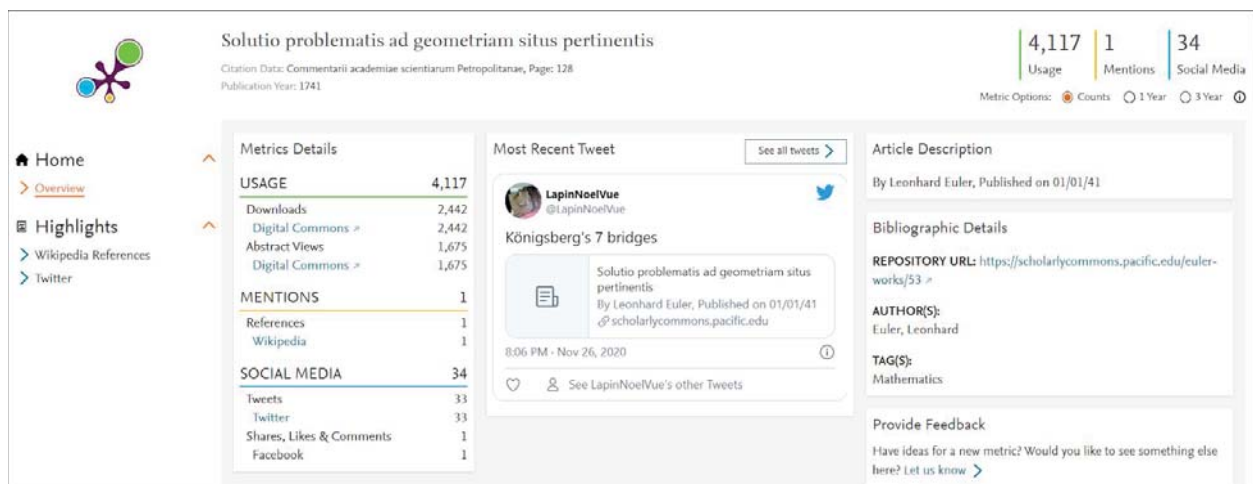 Solutio problematis ad geometriam situs pertinentis
Citation Data: Commentarii academiae scientiarum Petropolitanae, Page: 128
Publication Year: 1741
4,117
Usage
1
Mentions
34
Social Media
Metric Options: Counts 1 Year 3 Year
Home
Overview
Highlights
Wikipedia References
Twitter
Metrics Details
USAGE 4,117
Downloads 2,442
Digital Commons 2,442
Abstract Views 1,675
Digital Commons 1,675
MENTIONS 1
References 1
Wikipedia 1
SOCIAL MEDIA 34
Tweets 33
Twitter 33
Shares, Likes & Comments 1
Facebook 1
Most Recent Tweet
See all tweets
LapinNoelVue
@LapinNoelVue
Königsberg's 7 bridges
Solutio problematis ad geometriam situs
pertinentis
By Leonhard Euler, Published on 01/01/41
scholarlycommons.pacific.edu
8:06 PM · Nov 26, 2020
See LapinNoelVue's other Tweets
Article Description
By Leonhard Euler, Published on 01/01/41
Bibliographic Details
REPOSITORY URL: https://scholarlycommons.pacific.edu/euler-
works/53
AUTHOR(S):
Euler, Leonhard
TAG(S):
Mathematics
Provide Feedback
Have ideas for a new metric? Would you like to see something else
here? Let us know